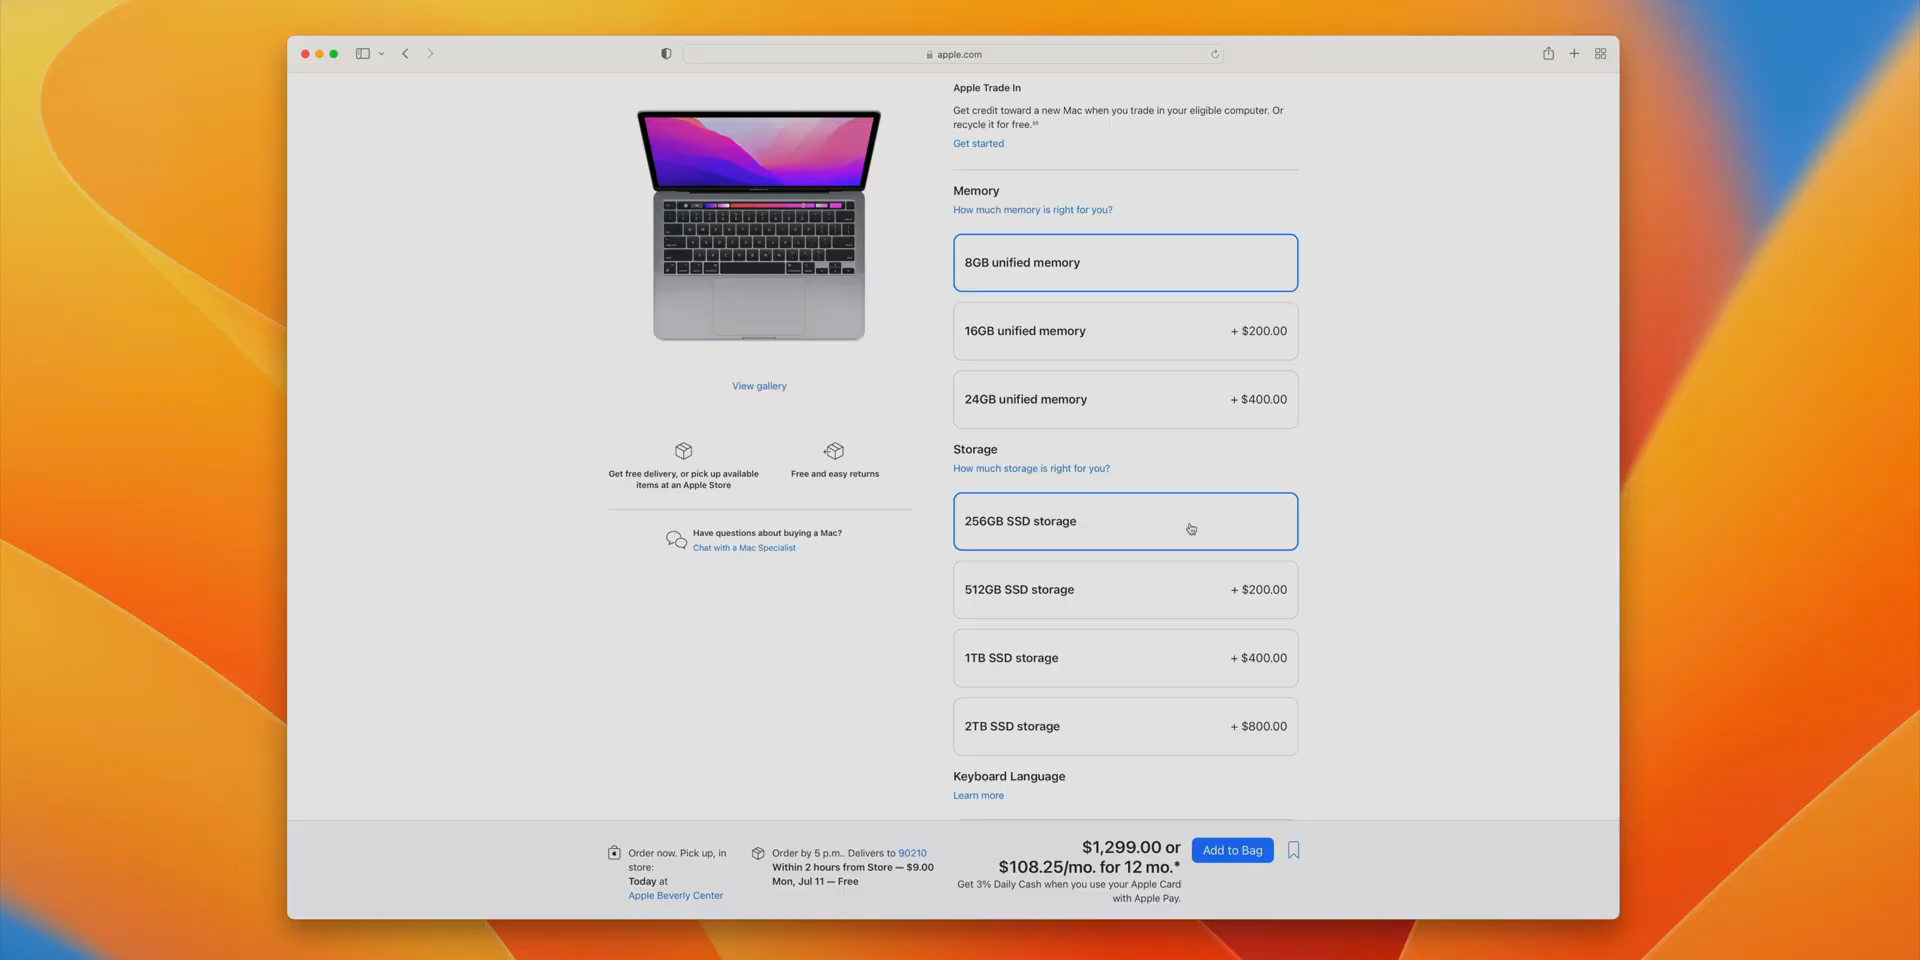 apple.com
Apple Trade In
Get credit toward a new Mac when you trade in your eligible computer. Or
recycle it for free.◊◊
Get started
Memory
How much memory is right for you?
8GB unified memory
16GB unified memory + $200.00
24GB unified memory + $400.00
View gallery
Get free delivery, or pick up available
items at an Apple Store
Free and easy returns
Have questions about buying a Mac?
Chat with a Mac Specialist
Storage
How much storage is right for you?
256GB SSD storage
512GB SSD storage + $200.00
1TB SSD storage + $400.00
2TB SSD storage + $800.00
Keyboard Language
Learn more
Order now. Pick up, in
store:
Today at
Apple Beverly Center
Order by 5 p.m.. Delivers to 90210
Within 2 hours from Store — $9.00
Mon, Jul 11 — Free
$1,299.00 or
$108.25/mo. for 12 mo.*
Get 3% Daily Cash when you use your Apple Card
with Apple Pay.
Add to Bag